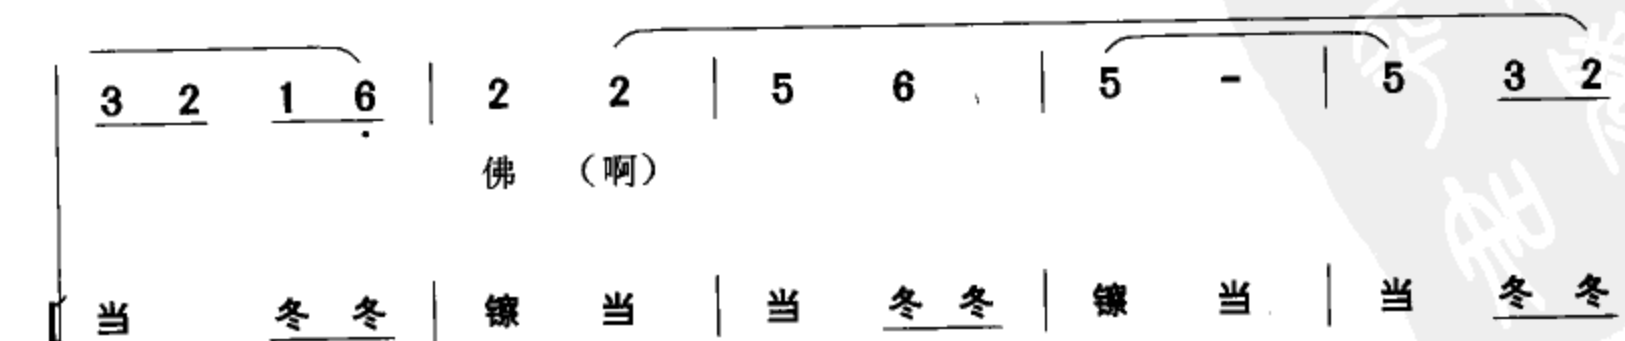 3 2 1 6 | 2 2 | 5 6 | 5 - | 5 3 2
佛 （啊）
当 冬 冬 | 镲 当 | 当 冬 冬 | 镲 当 | 当 冬 冬